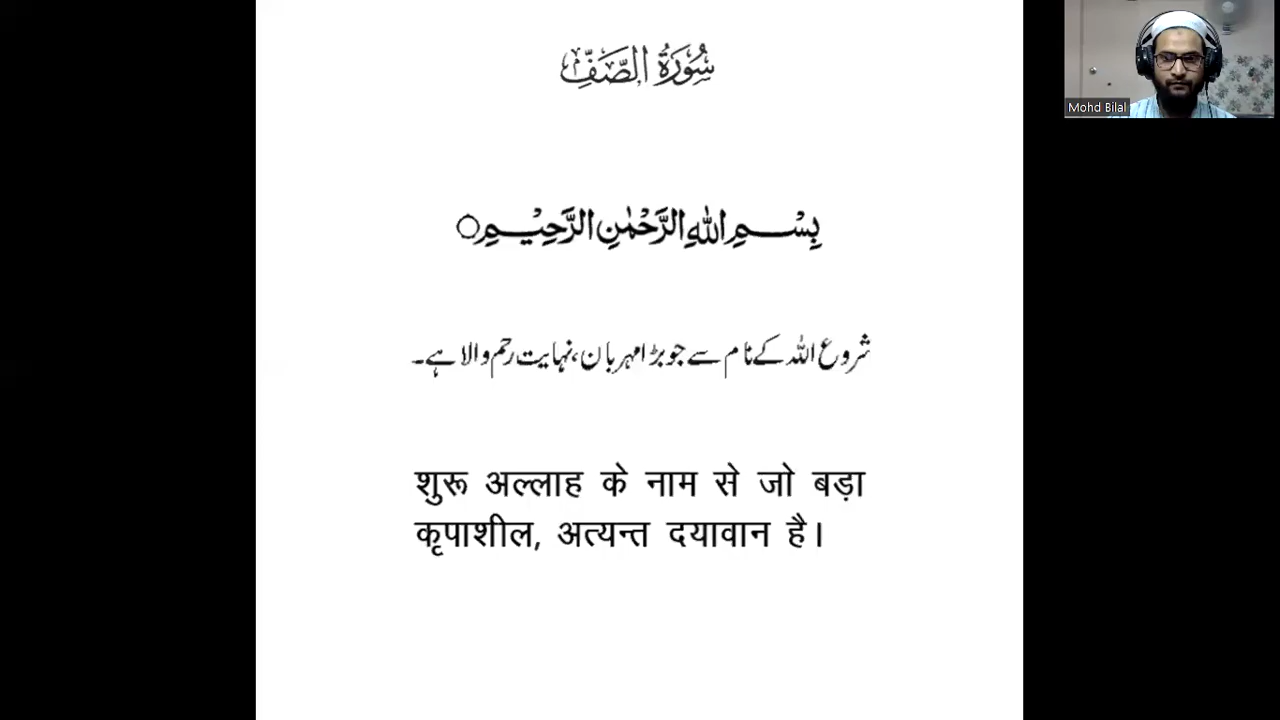 سُورَةُ الصَّفِّ
بِسْمِ اللّٰهِ الرَّحْمٰنِ الرَّحِيْمِ○
شروع اللہ کے نام سے جو بڑا مہربان، نہایت رحم والا ہے۔
शुरू अल्लाह के नाम से जो बड़ा
कृपाशील, अत्यन्त दयावान है।
Mohd Bilal